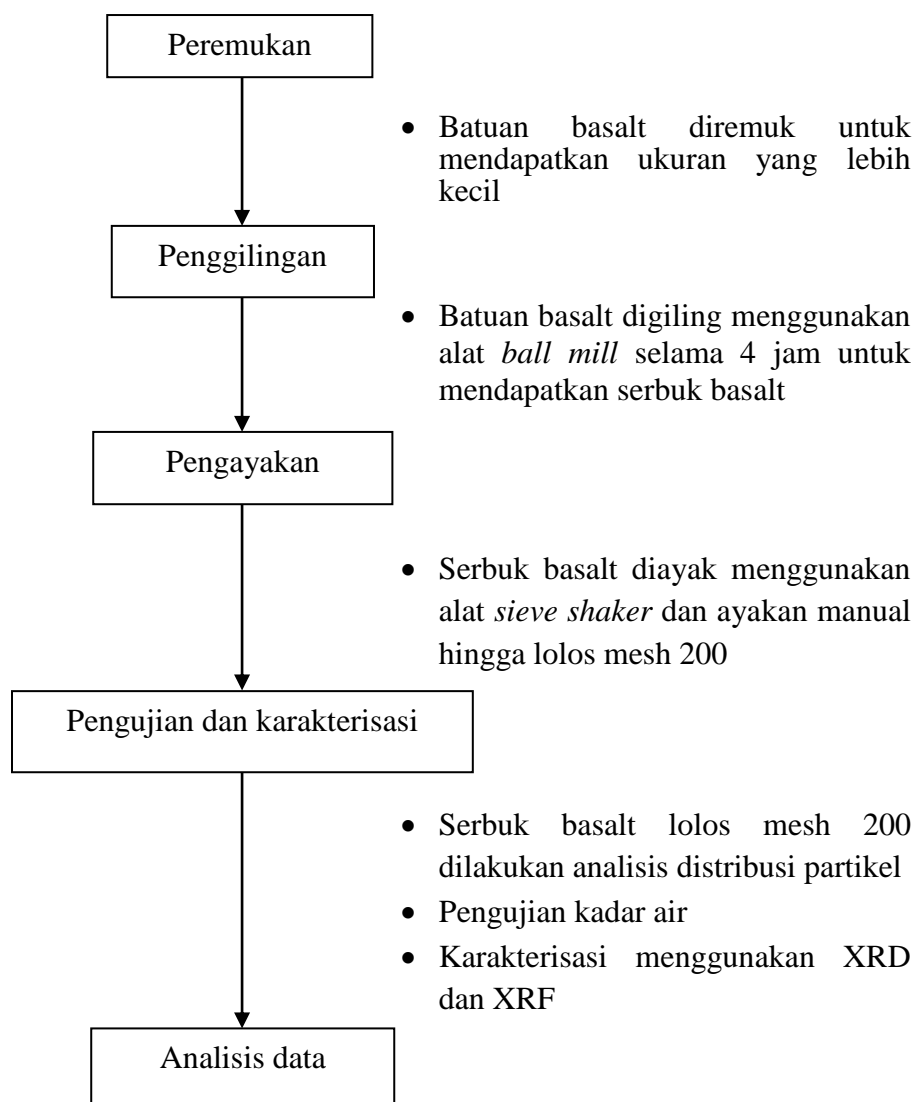 Peremukan
• Batuan basalt diremuk untuk
mendapatkan ukuran yang lebih
kecil
Penggilingan
• Batuan basalt digiling menggunakan
alat ball mill selama 4 jam untuk
mendapatkan serbuk basalt
Pengayakan
• Serbuk basalt diayak menggunakan
alat sieve shaker dan ayakan manual
hingga lolos mesh 200
Pengujian dan karakterisasi
• Serbuk basalt lolos mesh 200
dilakukan analisis distribusi partikel
• Pengujian kadar air
• Karakterisasi menggunakan XRD
dan XRF
Analisis data